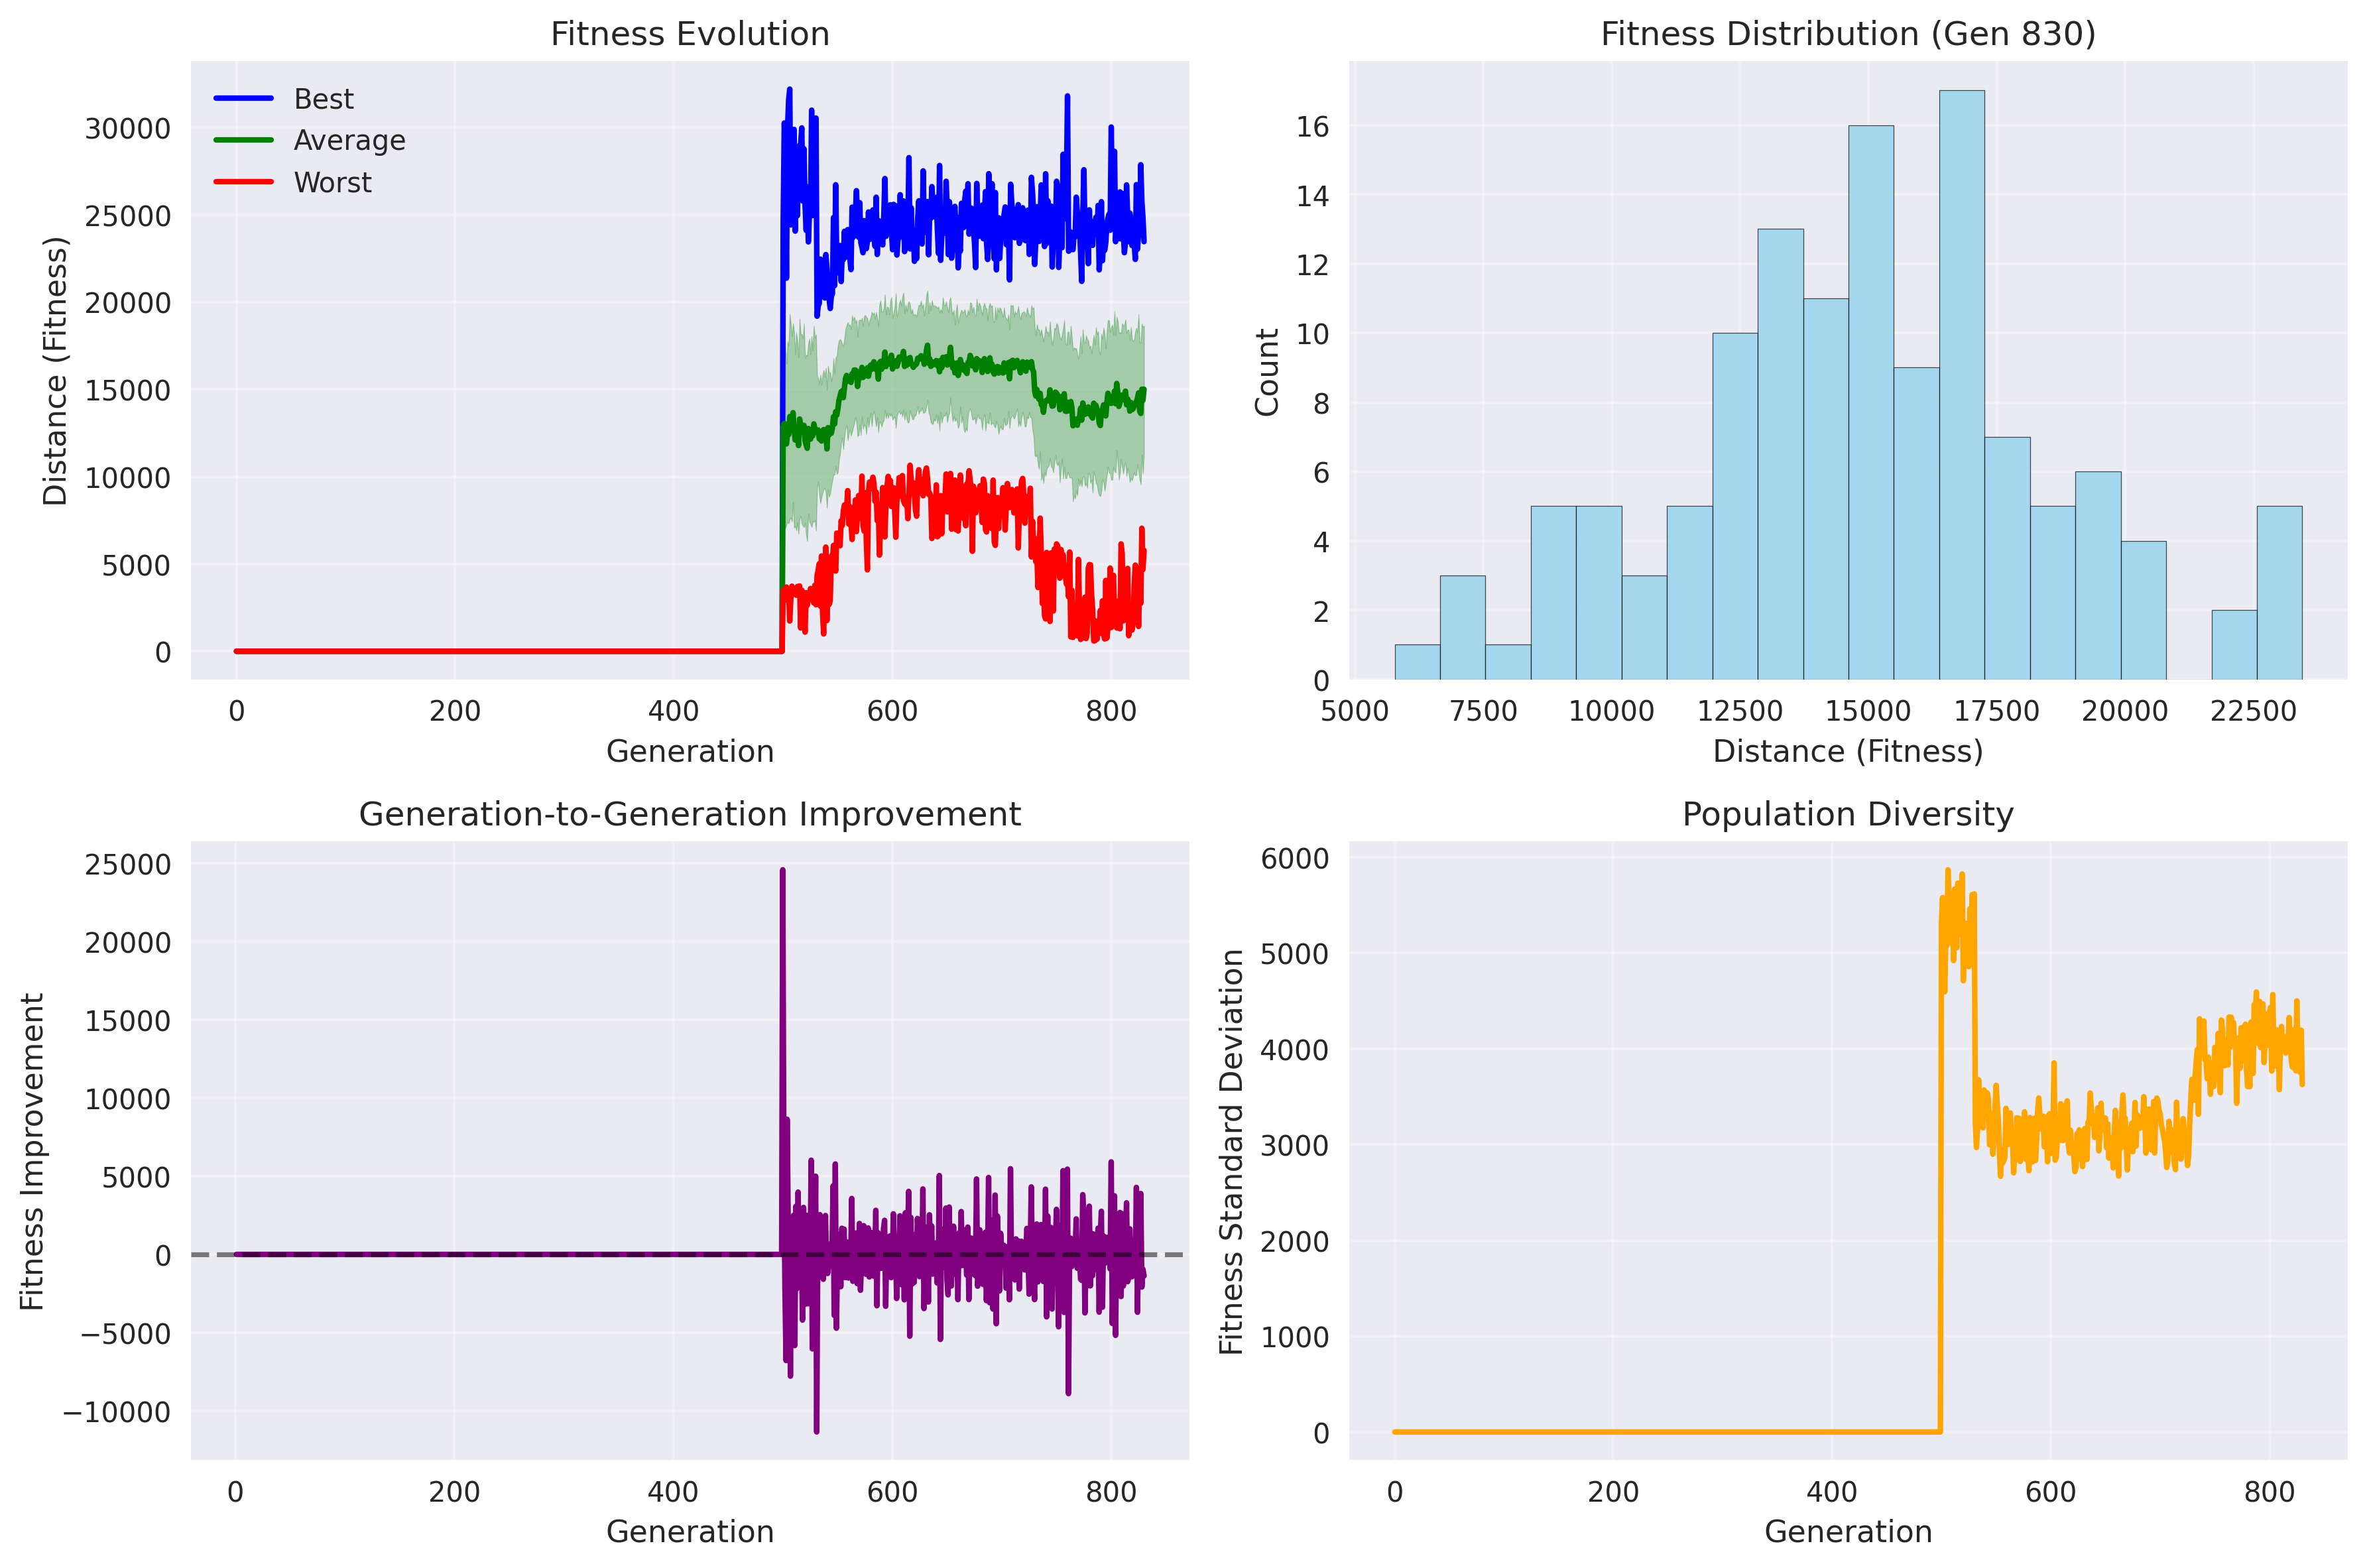 Fitness Evolution
Best
Average
Worst
30000
25000
20000
15000
10000
5000
0
Distance (Fitness)
0 200 400 600 800
Generation
Fitness Distribution (Gen 830)
16
14
12
10
8
6
4
2
0
Count
5000 7500 10000 12500 15000 17500 20000 22500
Distance (Fitness)
Generation-to-Generation Improvement
25000
20000
15000
10000
5000
0
−5000
−10000
Fitness Improvement
0 200 400 600 800
Generation
Population Diversity
6000
5000
4000
3000
2000
1000
0
Fitness Standard Deviation
0 200 400 600 800
Generation